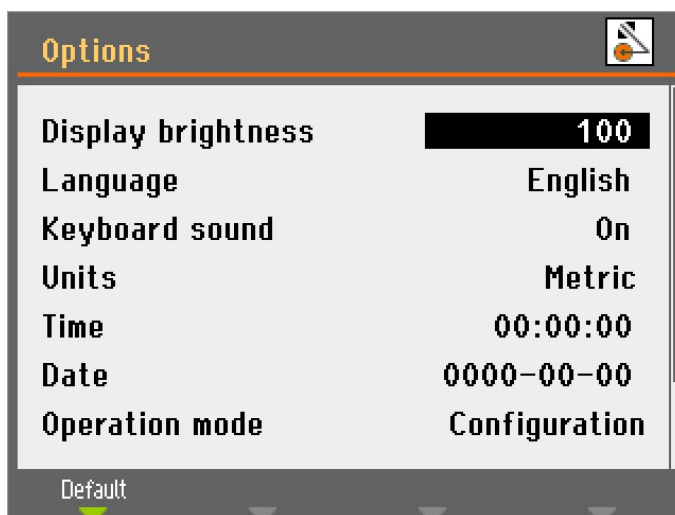 Options
Display brightness 100
Language English
Keyboard sound On
Units Metric
Time 00:00:00
Date 0000-00-00
Operation mode Configuration
Default